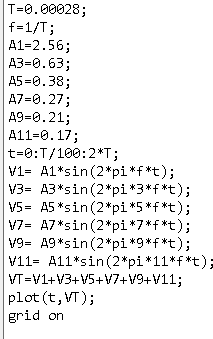 T=0.00028;
f=1/T;
A1=2.56;
A3=0.63;
A5=0.38;
A7=0.27;
A9=0.21;
A11=0.17;
t=0:T/100:2*T;
V1= A1*sin(2*pi*f*t);
V3= A3*sin(2*pi*3*f*t);
V5= A5*sin(2*pi*5*f*t);
V7= A7*sin(2*pi*7*f*t);
V9= A9*sin(2*pi*9*f*t);
V11= A11*sin(2*pi*11*f*t);
VT=V1+V3+V5+V7+V9+V11;
plot(t,VT);
grid on